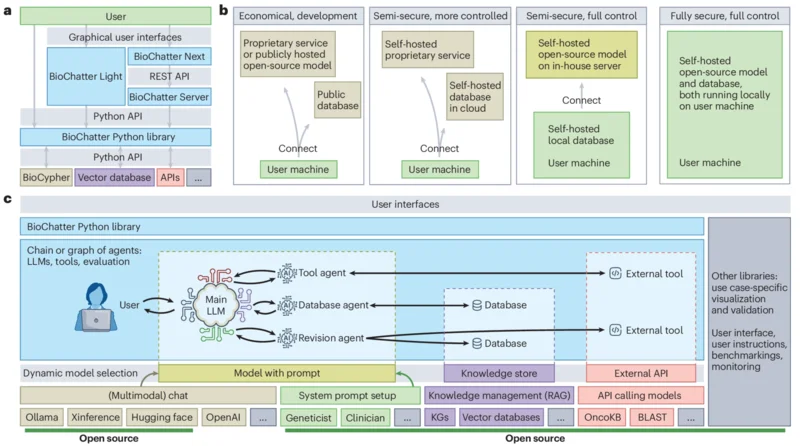 a
User
Graphical user interfaces
BioChatter Light
BioChatter Next
REST API
BioChatter Server
Python API
BioChatter Python library
Python API
BioCypher
Vector database
APIs
...
b
Economical, development
Proprietary service
or publicly hosted
open-source model
Public
database
Connect
User machine
Semi-secure, more controlled
Self-hosted
proprietary service
Self-hosted
database
in cloud
Connect
User machine
Semi-secure, full control
Self-hosted
open-source model
on in-house server
Connect
Self-hosted
local database
User machine
Fully secure, full control
Self-hosted
open-source model
and database,
both running locally
on user machine
User machine
c
User interfaces
BioChatter Python library
Chain or graph of agents:
LLMs, tools, evaluation
User
Main
LLM
AI
Tool agent
External tool
AI
Database agent
Database
AI
Revision agent
External tool
Database
Other libraries:
use case-specific
visualization
and validation
User interface,
user instructions,
benchmarkings,
monitoring
Dynamic model selection
Model with prompt
Knowledge store
External API
(Multimodal) chat
System prompt setup
Knowledge management (RAG)
API calling models
Ollama
Xinference
Hugging face
OpenAI
...
Geneticist
Clinician
...
KGs
Vector databases
...
OncoKB
BLAST
...
Open source
Open source